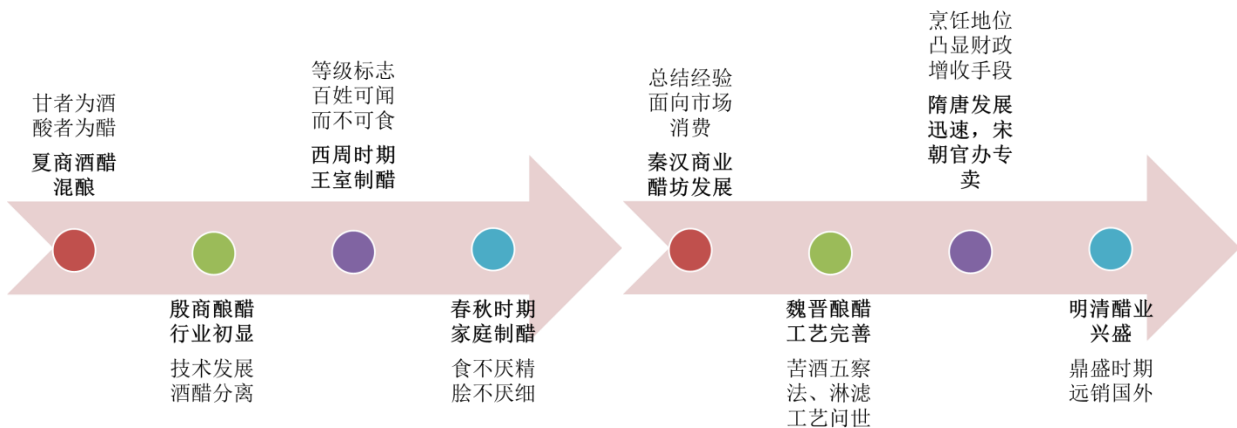 甘者为酒
酸者为醋
夏商酒醋
混酿
殷商酿醋
行业初显
技术发展
酒醋分离
等级标志
百姓可闻
而不可食
西周时期
王室制醋
春秋时期
家庭制醋
食不厌精
脍不厌细
总结经验
面向市场
消费
秦汉商业
醋坊发展
魏晋酿醋
工艺完善
苦酒五察
法、淋滤
工艺问世
烹饪地位
凸显财政
增收手段
隋唐发展
迅速，宋
朝官办专
卖
明清醋业
兴盛
鼎盛时期
远销国外